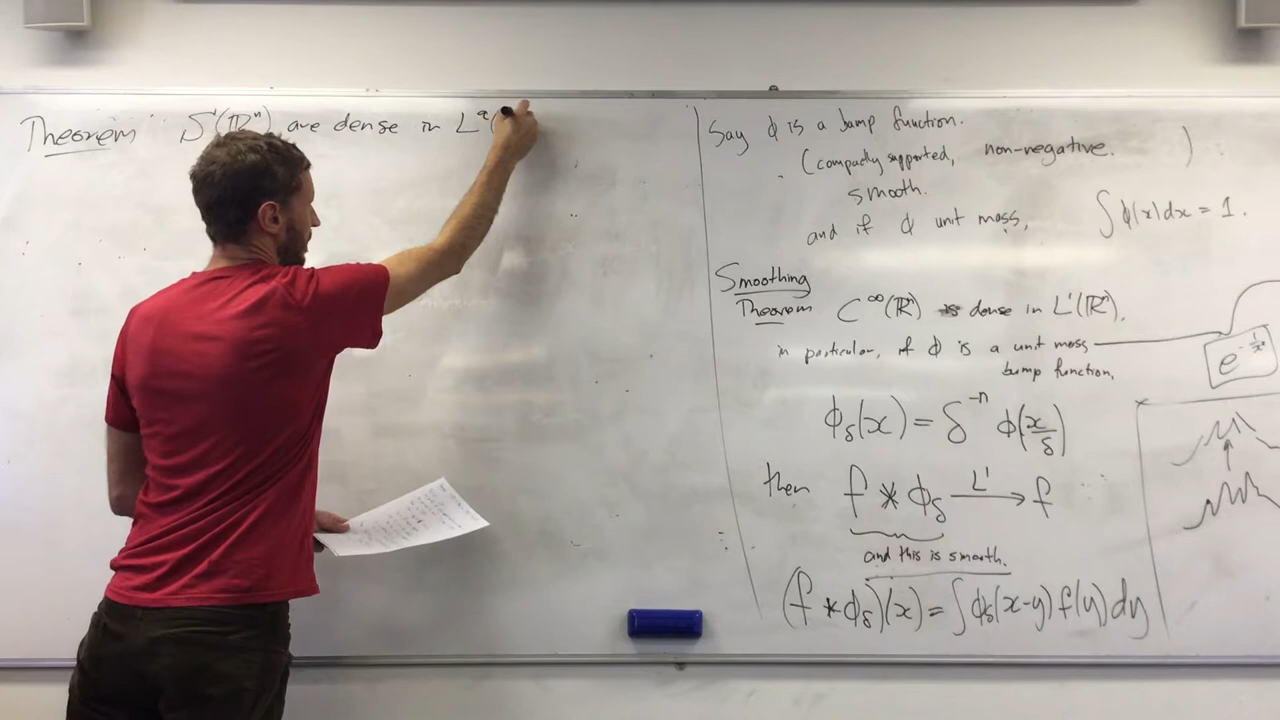 Theorem S(ℝⁿ) are dense in L^q(
Say ϕ is a bump function.
(compactly supported, non-negative. )
smooth.
and if ϕ unit mass, ∫ϕ(x)dx = 1.
Smoothing
Theorem C^∞(ℝⁿ) is dense in L¹(ℝⁿ).
in particular, if ϕ is a unit mass
bump function,
e^{-1/x²}
ϕ_δ(x) = δ^{-n} ϕ(x/δ)
then f * ϕ_δ —L¹→ f
and this is smooth.
(f * ϕ_δ)(x) = ∫ϕ_δ(x-y) f(y) dy